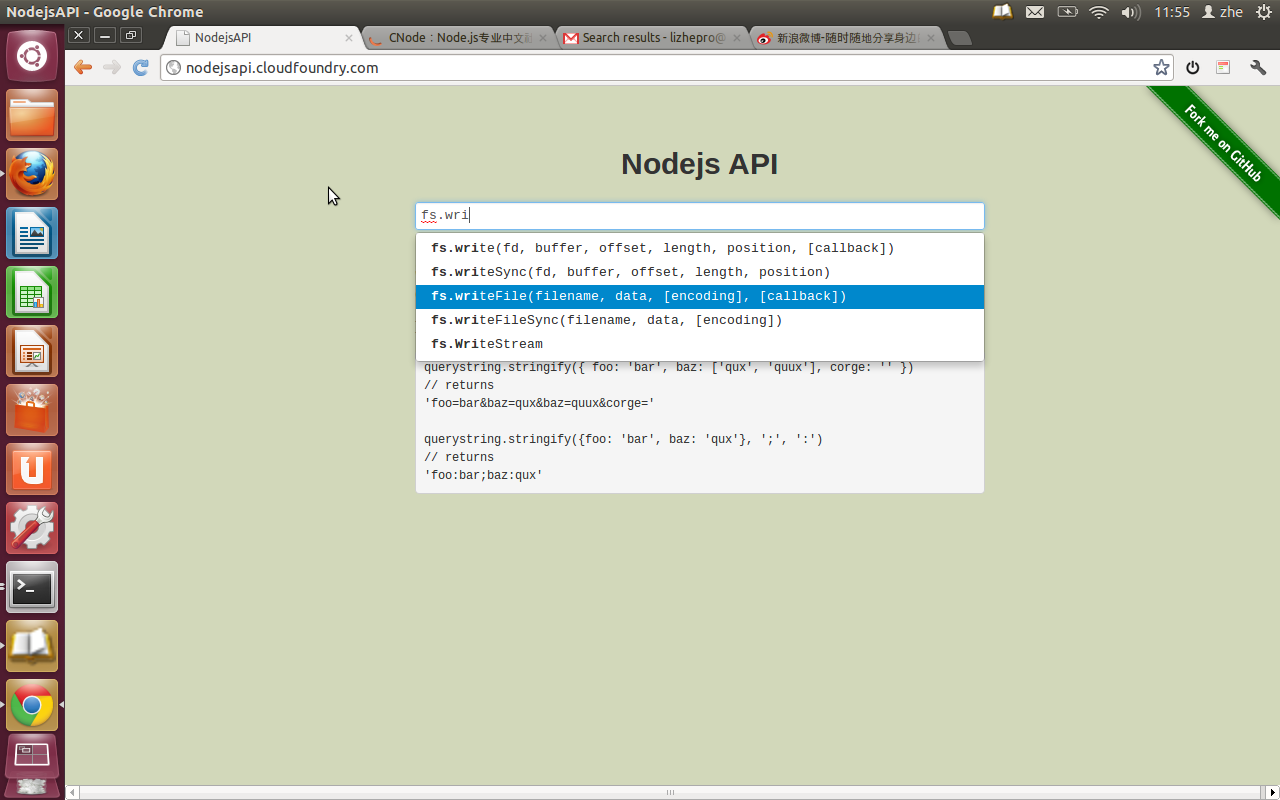 NodejsAPI - Google Chrome
11:55
zhe
NodejsAPI
CNode : Node.js专业中文社
Search results - lizhepro@
新浪微博-随时随地分享身边
nodejsapi.cloudfoundry.com
Fork me on GitHub
Nodejs API
fs.wri
fs.write(fd, buffer, offset, length, position, [callback])
fs.writeSync(fd, buffer, offset, length, position)
fs.writeFile(filename, data, [encoding], [callback])
fs.writeFileSync(filename, data, [encoding])
fs.WriteStream
querystring.stringify({ foo: 'bar', baz: ['qux', 'quux'], corge: '' })
// returns
'foo=bar&baz=qux&baz=quux&corge='
querystring.stringify({foo: 'bar', baz: 'qux'}, ';', ':')
// returns
'foo:bar;baz:qux'